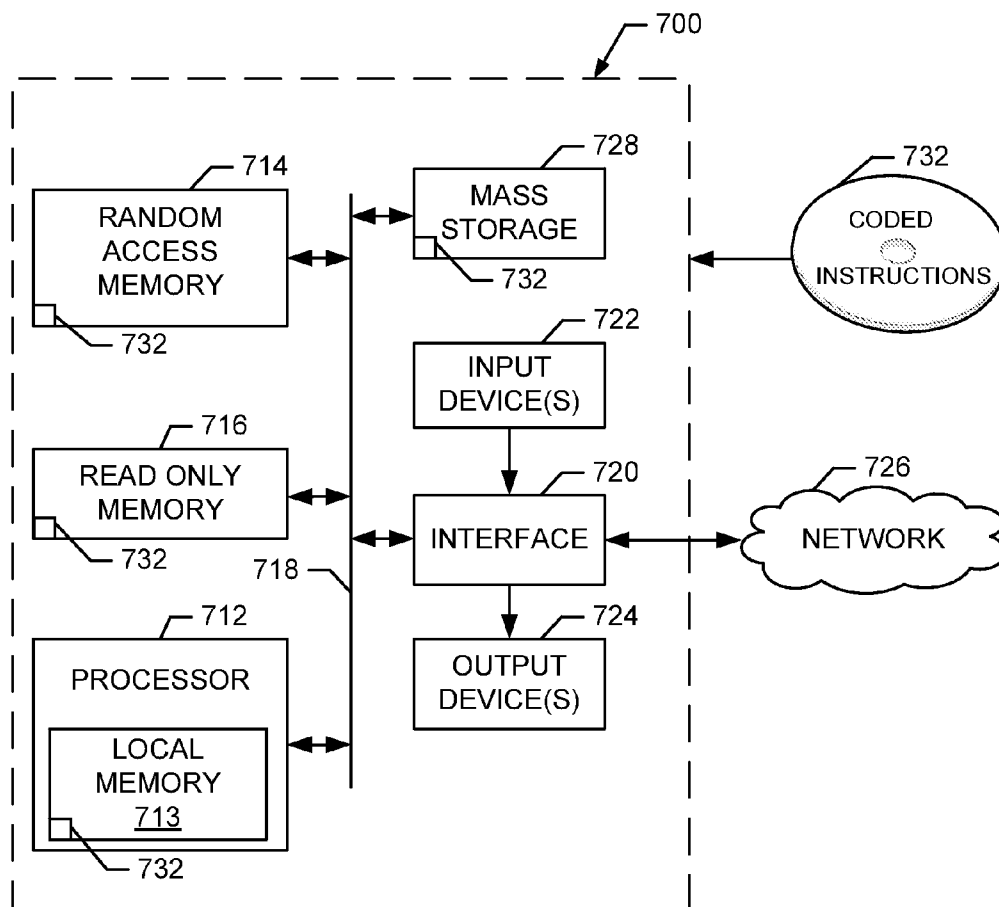 700
714
RANDOM
ACCESS
MEMORY
732
728
MASS
STORAGE
732
732
CODED
INSTRUCTIONS
722
INPUT
DEVICE(S)
716
READ ONLY
MEMORY
732
720
INTERFACE
726
NETWORK
718
712
PROCESSOR
LOCAL
MEMORY
713
732
724
OUTPUT
DEVICE(S)